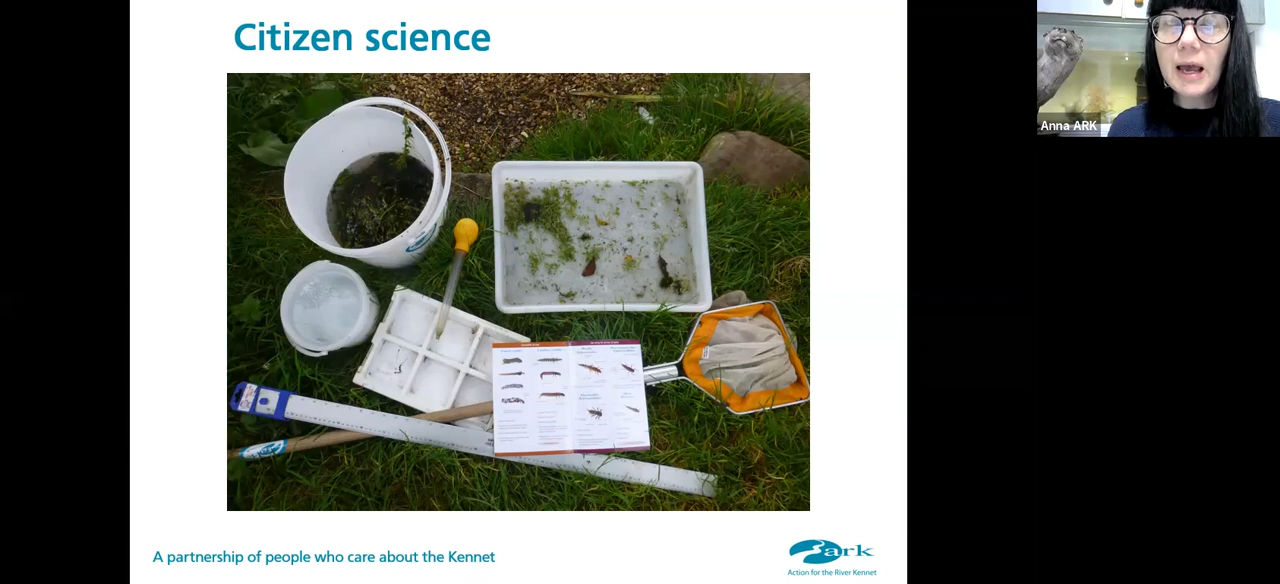 Citizen science
Anna ARK
A partnership of people who care about the Kennet
ark
Action for the River Kennet